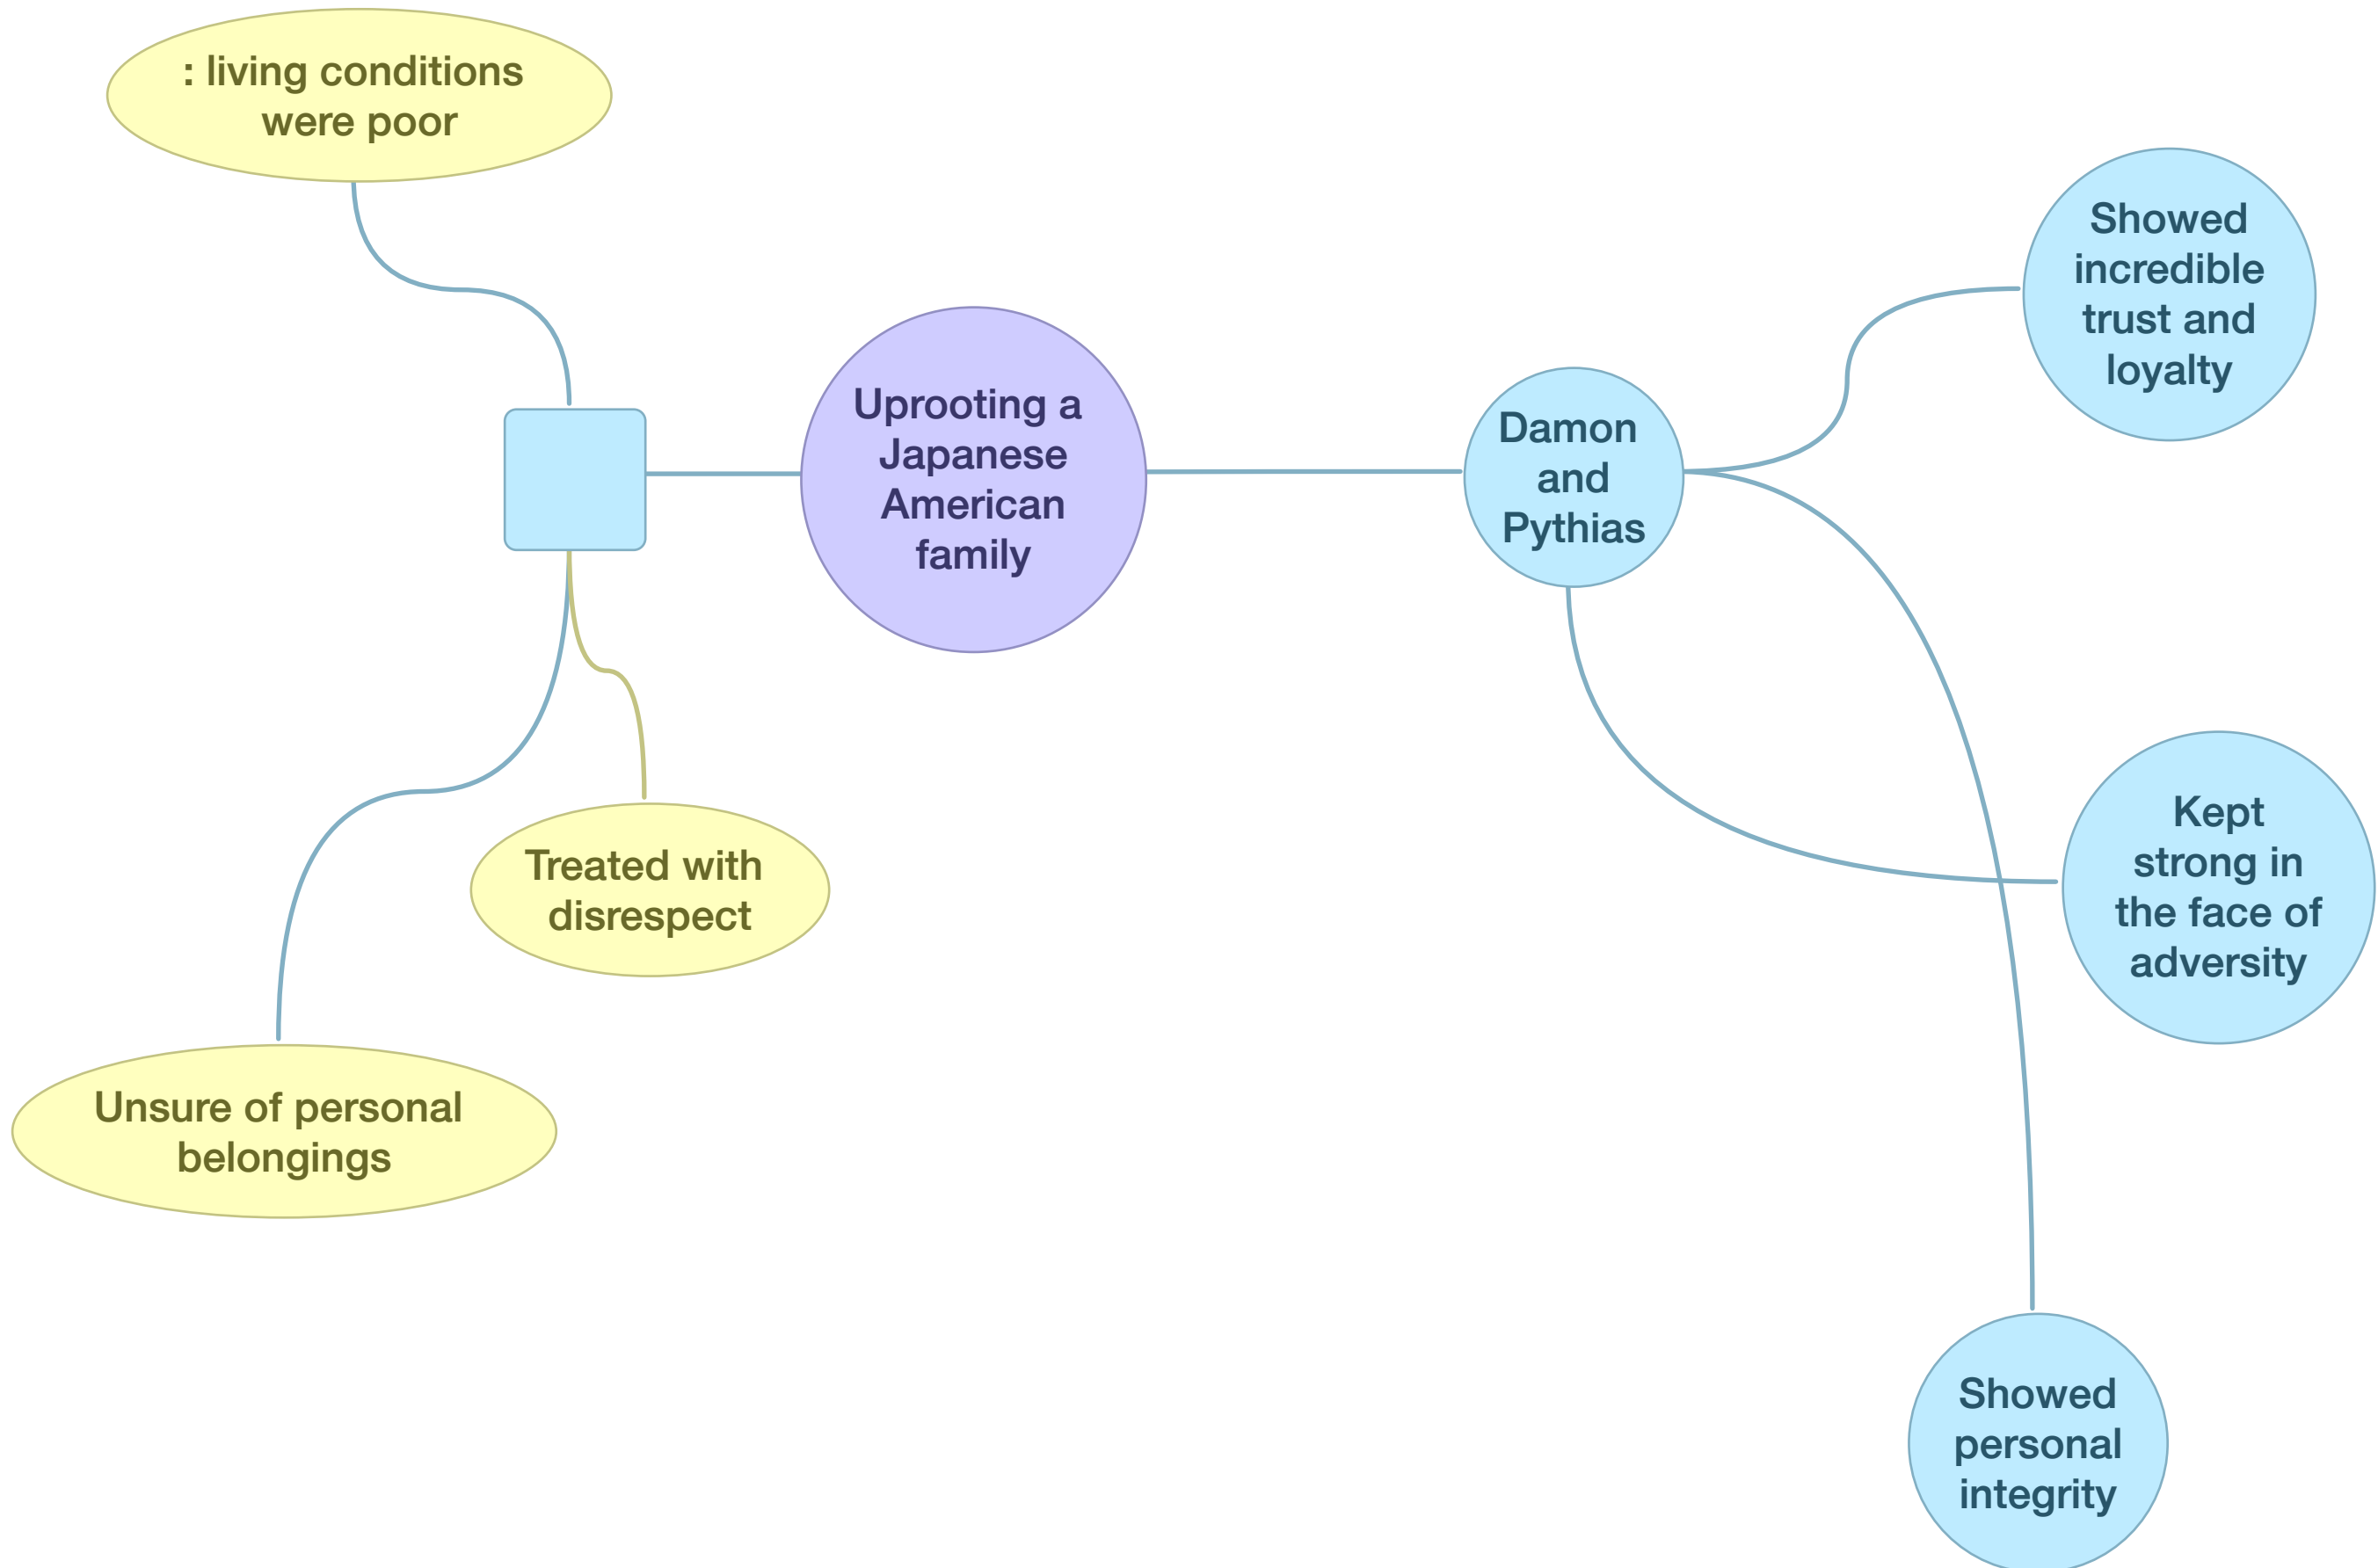 : living conditions
were poor
Uprooting a
Japanese
American
family
Damon
and
Pythias
Showed
incredible
trust and
loyalty
Treated with
disrespect
Kept
strong in
the face of
adversity
Unsure of personal
belongings
Showed
personal
integrity